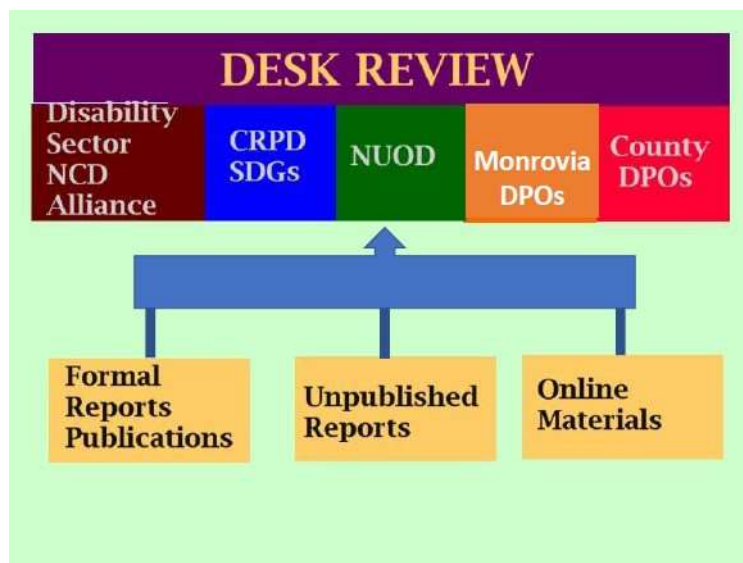 DESK REVIEW
Disability
Sector
NCD
Alliance
CRPD
SDGs
NUOD
Monrovia
DPOs
County
DPOs
Formal
Reports
Publications
Unpublished
Reports
Online
Materials